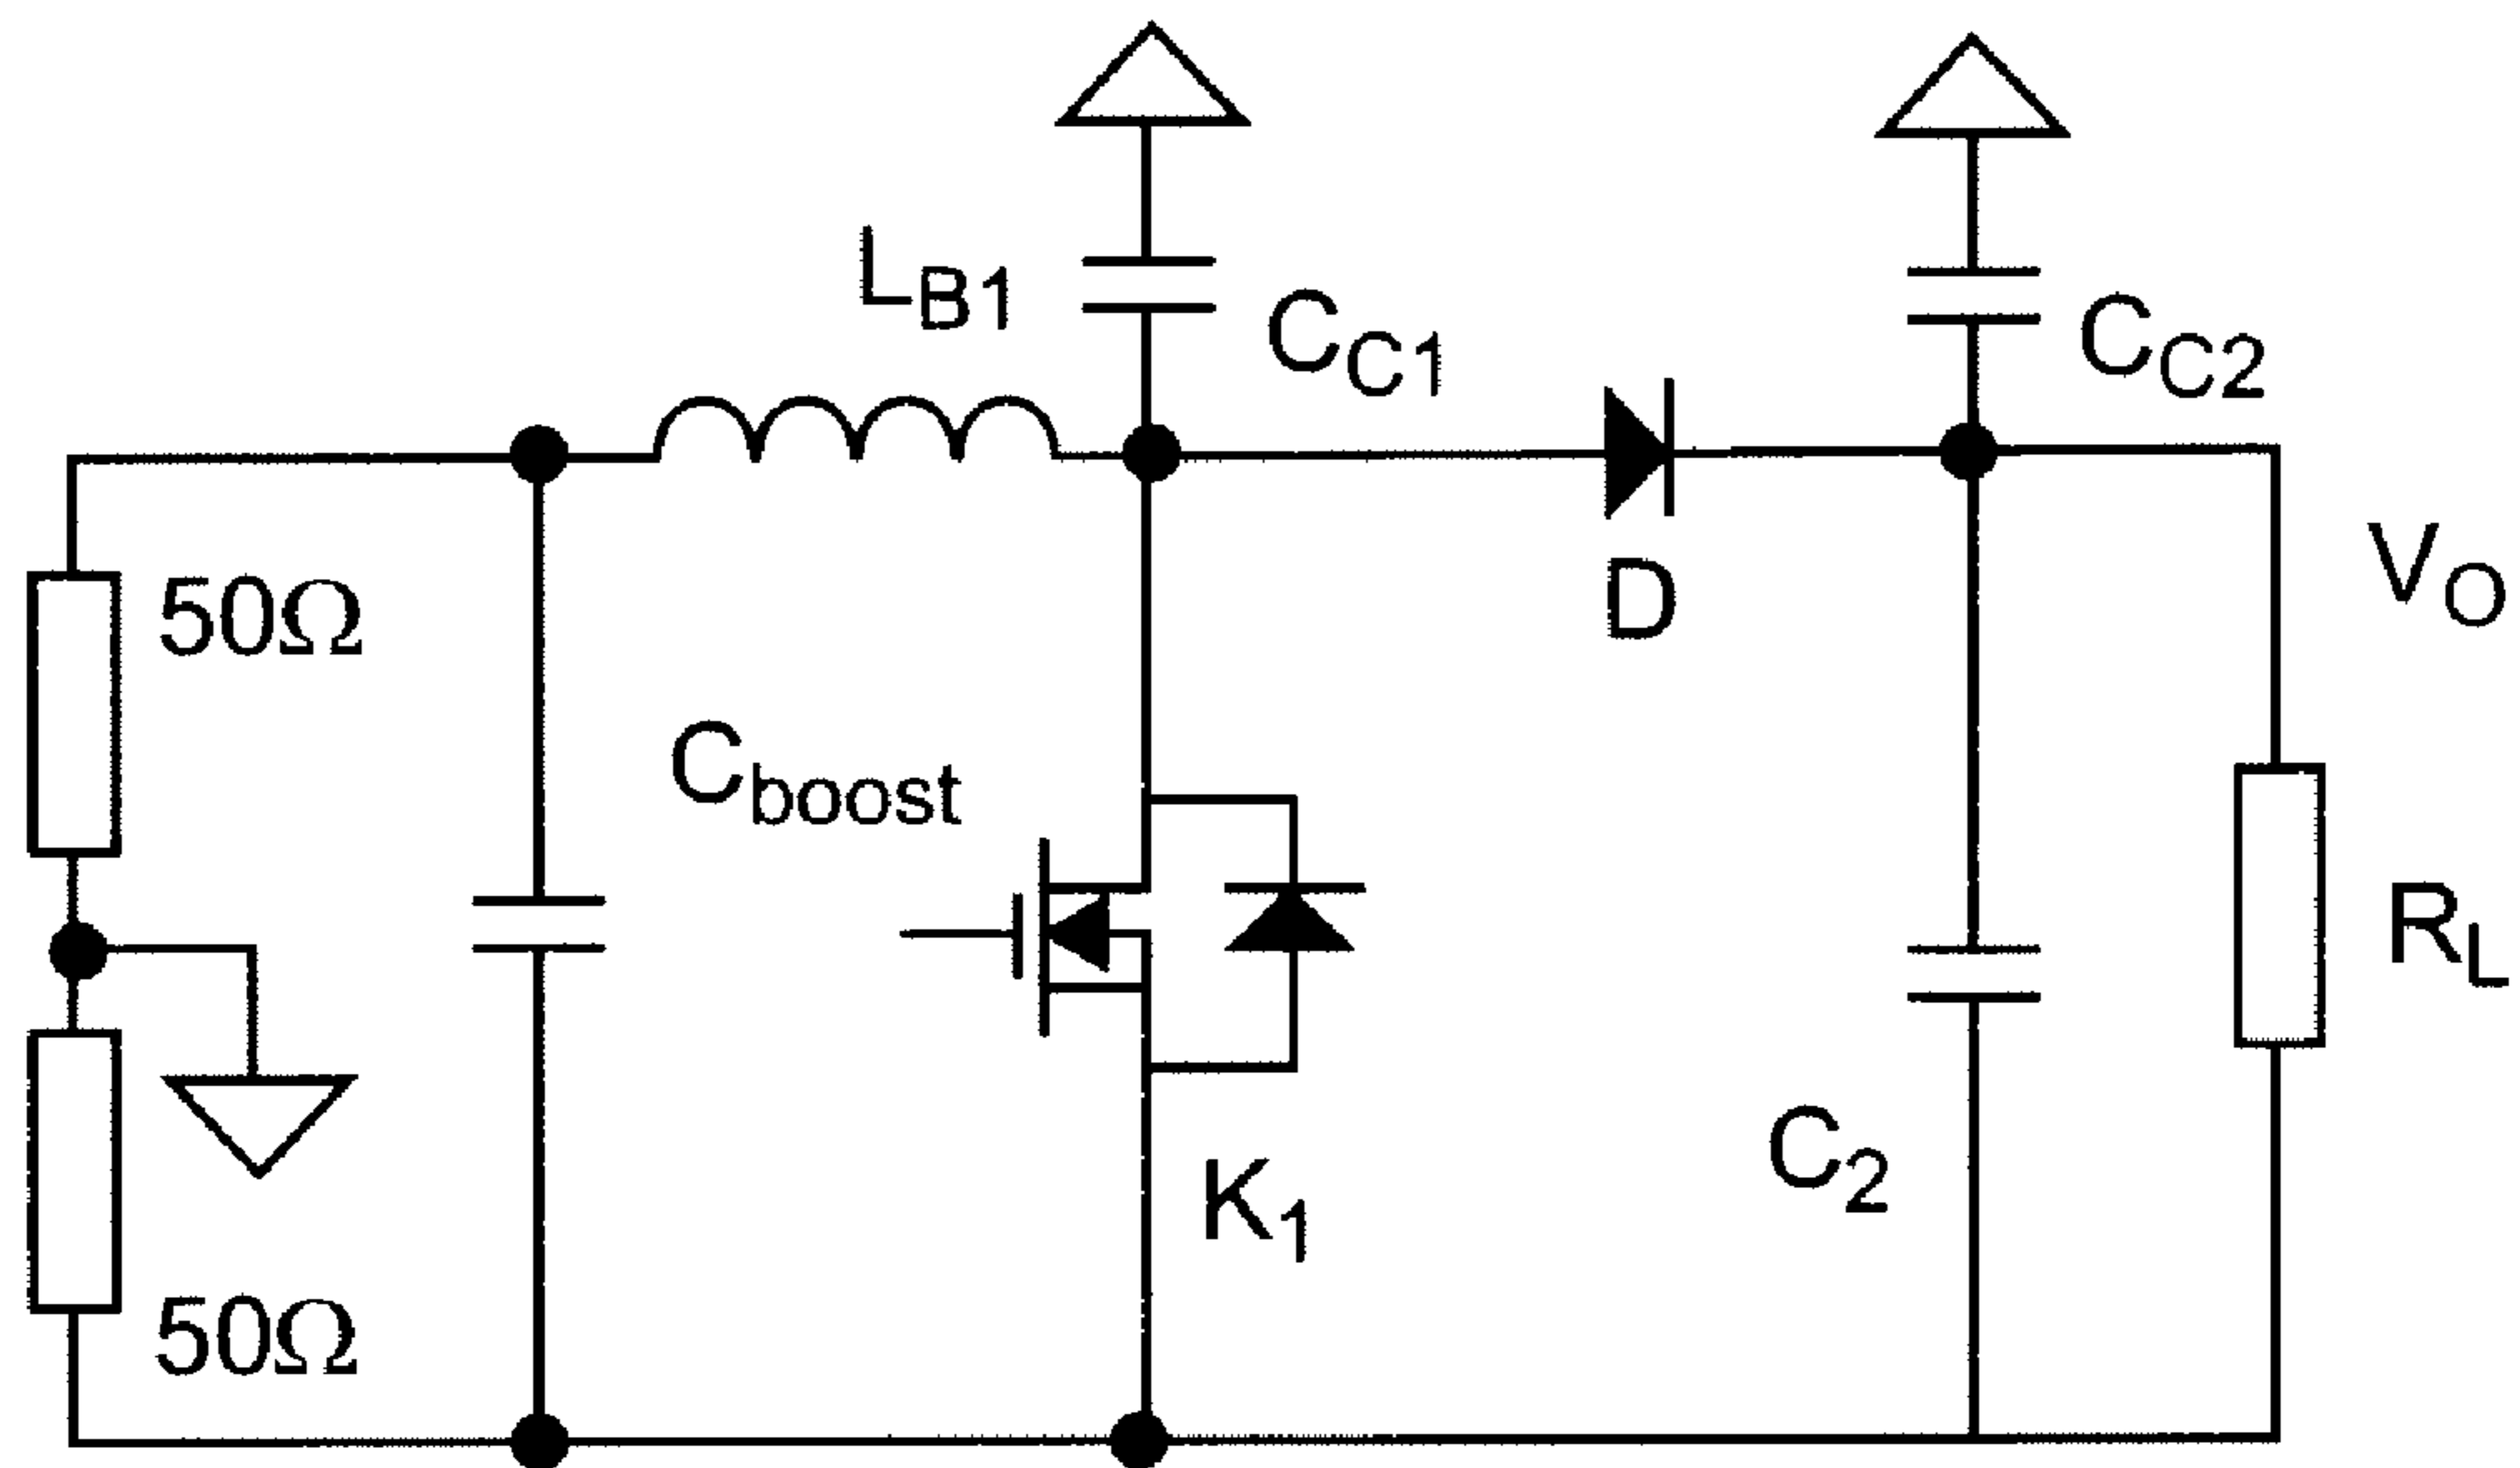 L_B1
C_C1
C_C2
50Ω
V_O
D
C_boost
R_L
C_2
K_1
50Ω